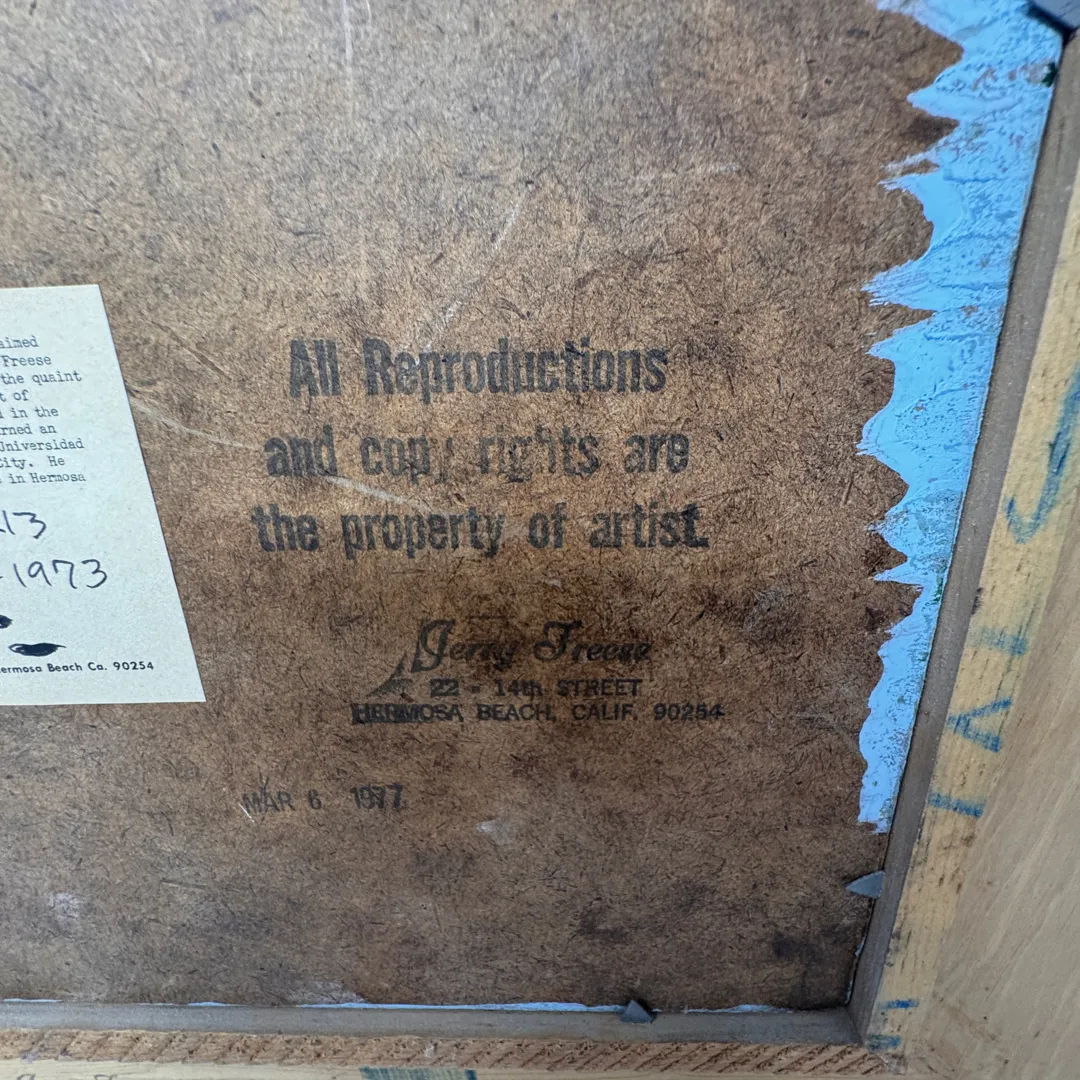 aimed
Freese
the quaint
t of
in the
rned an
Universidad
City. He
in Hermosa
13
-1973
ermosa Beach Ca. 90254
All Reproductions
and copy rights are
the property of artist.
Jerry Freese
22 - 14th STREET
HERMOSA BEACH, CALIF. 90254
MAR 6 1977